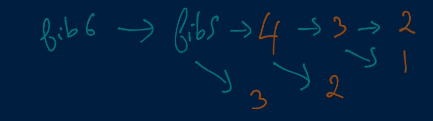 fib6 → fib5 → 4 → 3 → 2
1
3 2